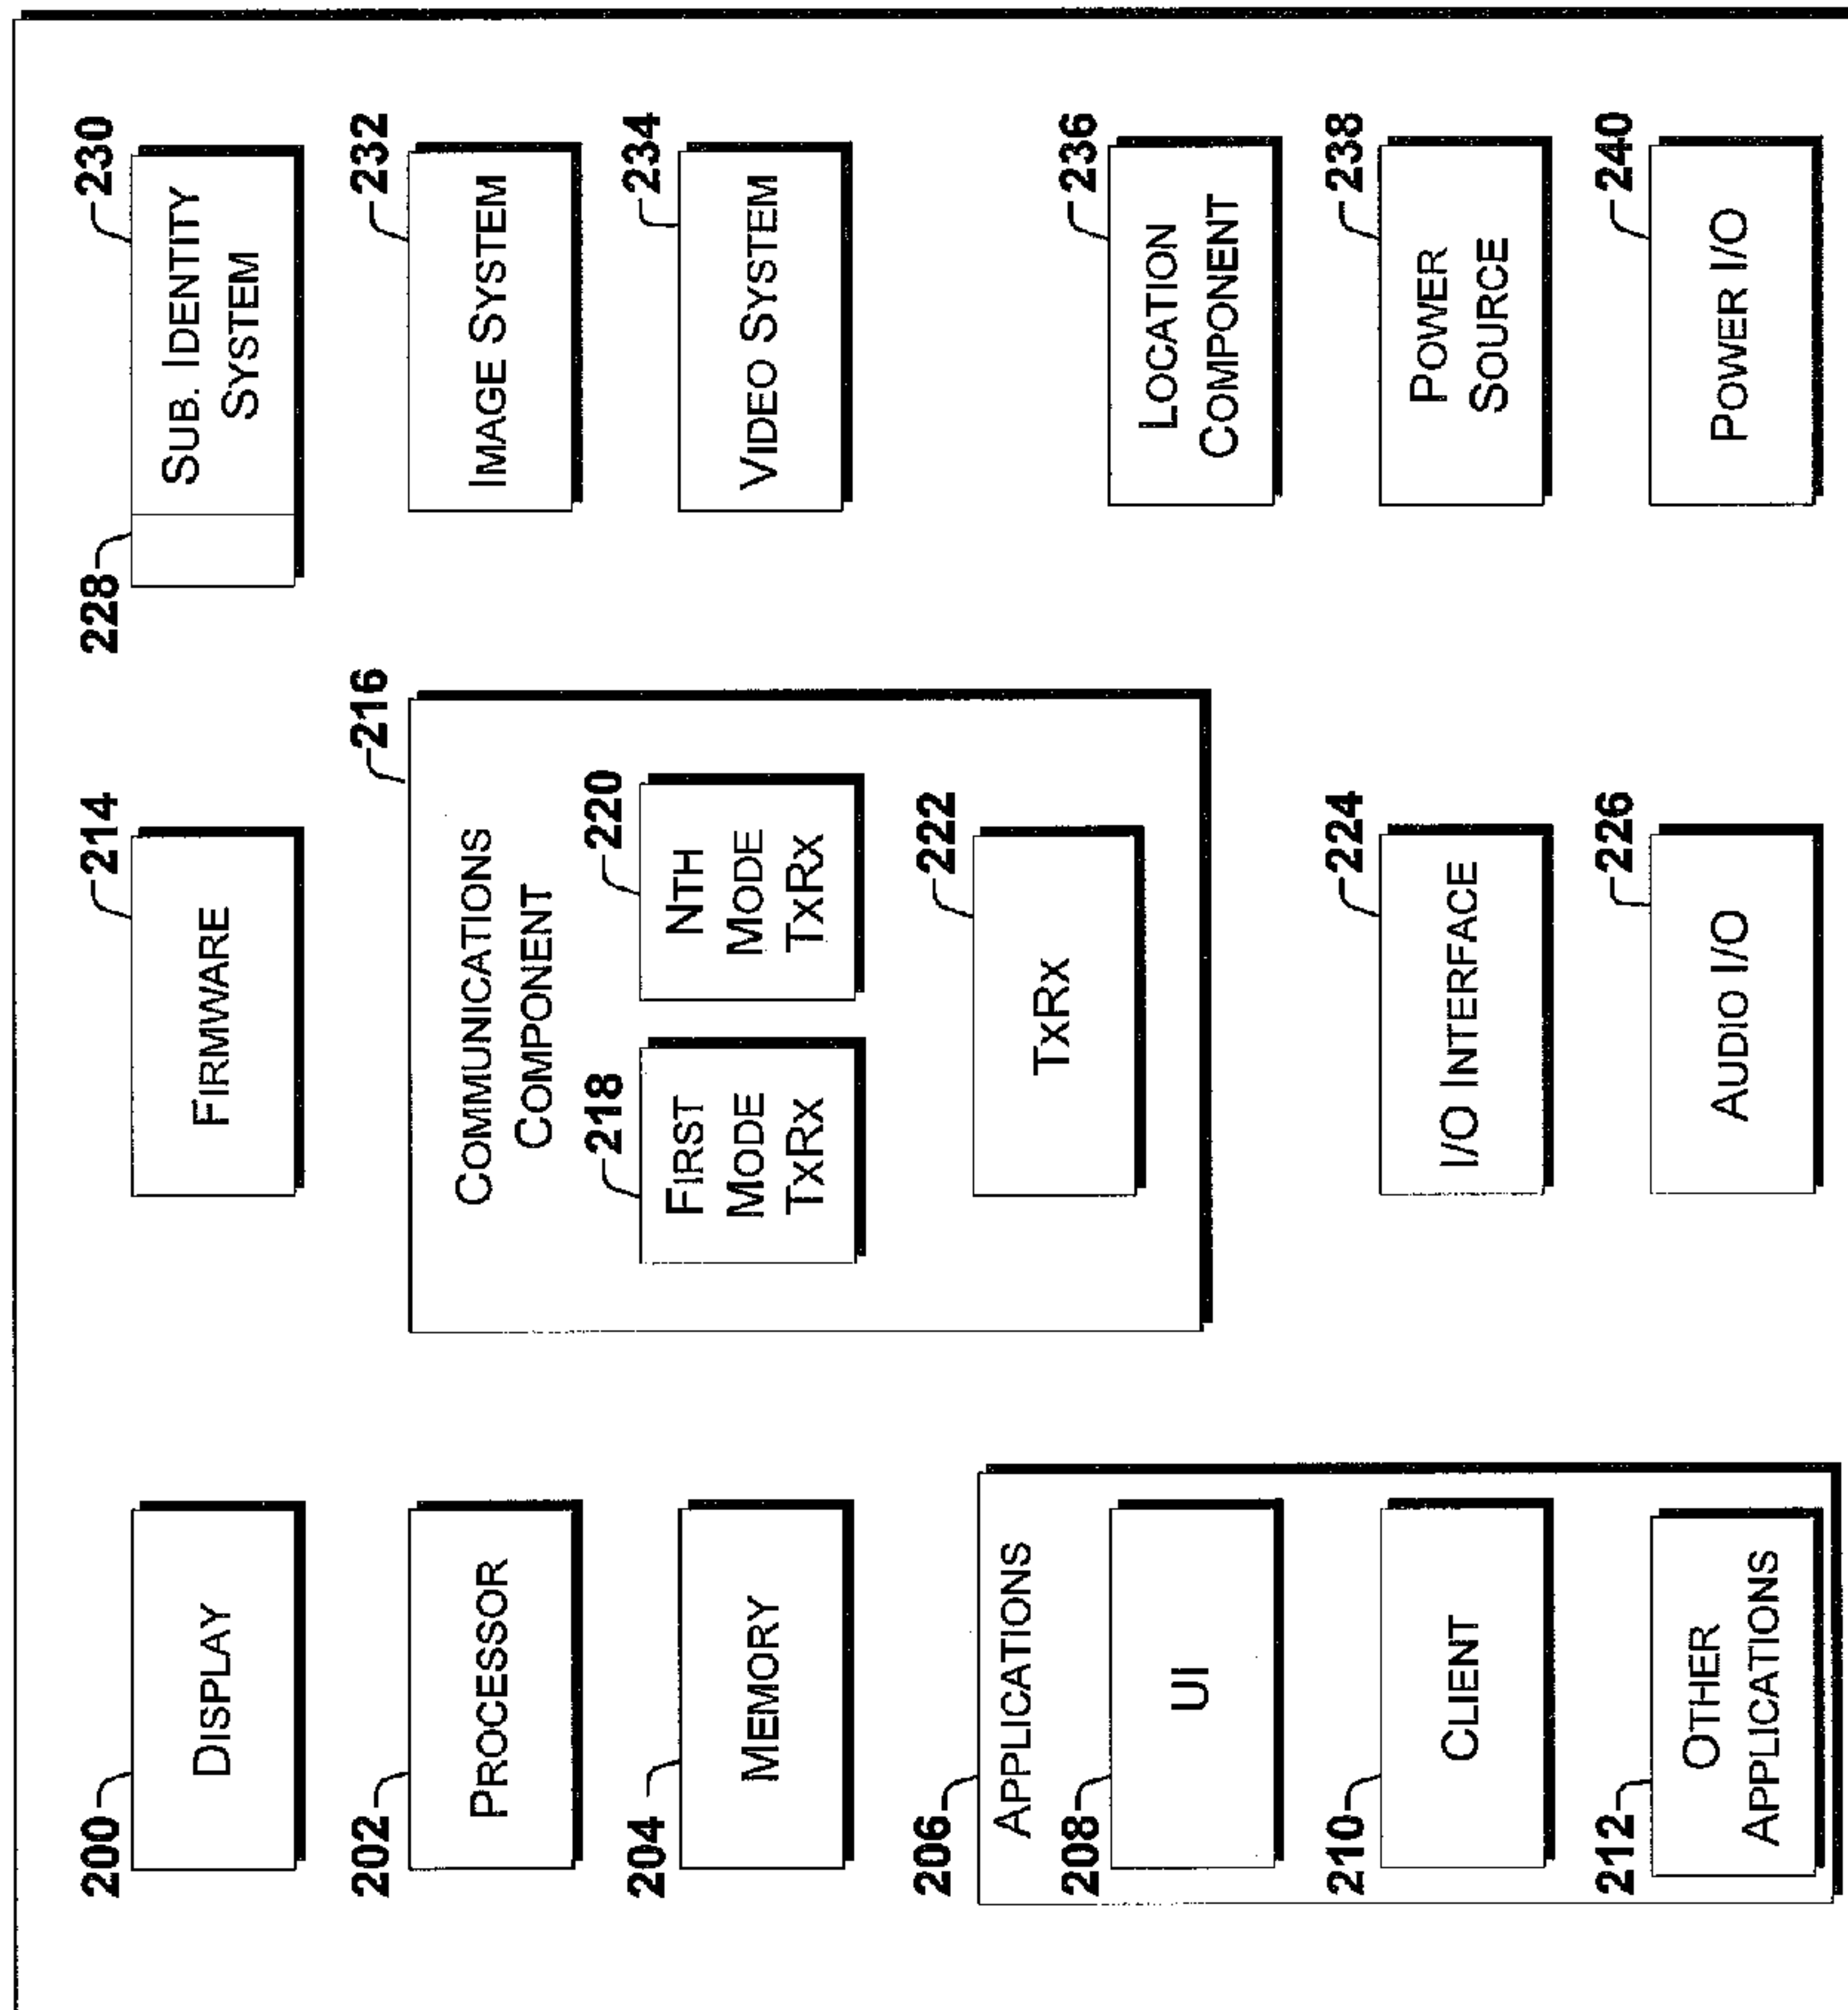 200
DISPLAY
202
PROCESSOR
204
MEMORY
206
APPLICATIONS
208
UI
210
CLIENT
212
OTHER
APPLICATIONS
214
FIRMWARE
216
COMMUNICATIONS
COMPONENT
218
FIRST
MODE
TXRX
220
NTH
MODE
TXRX
222
TXRX
224
I/O INTERFACE
226
AUDIO I/O
228
230
SUB. IDENTITY
SYSTEM
232
IMAGE SYSTEM
234
VIDEO SYSTEM
236
LOCATION
COMPONENT
238
POWER
SOURCE
240
POWER I/O